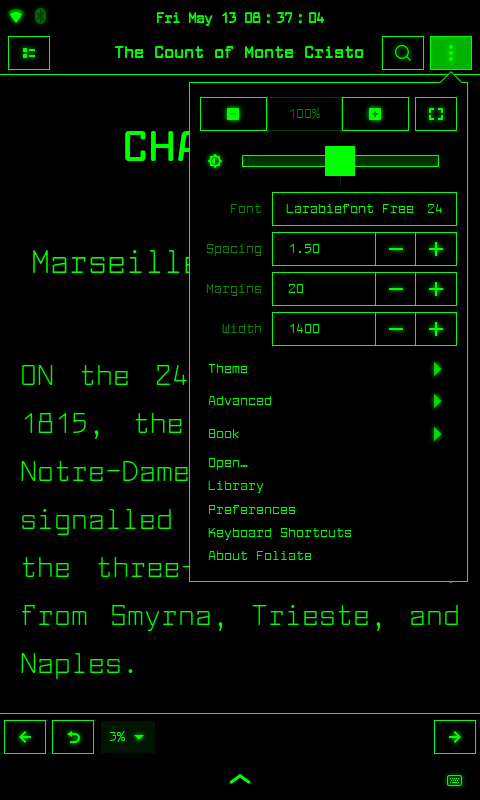 Fri May 13 08:37:04
The Count of Monte Cristo
100%
Font Larabiefont Free 24
Spacing 1.50
Margins 20
Width 1400
Theme
Advanced
Book
Open…
Library
Preferences
Keyboard Shortcuts
About Foliate
ON the 24
1815, the
Notre-Dame
signalled
the three-
from Smyrna, Trieste, and
Naples.
3%